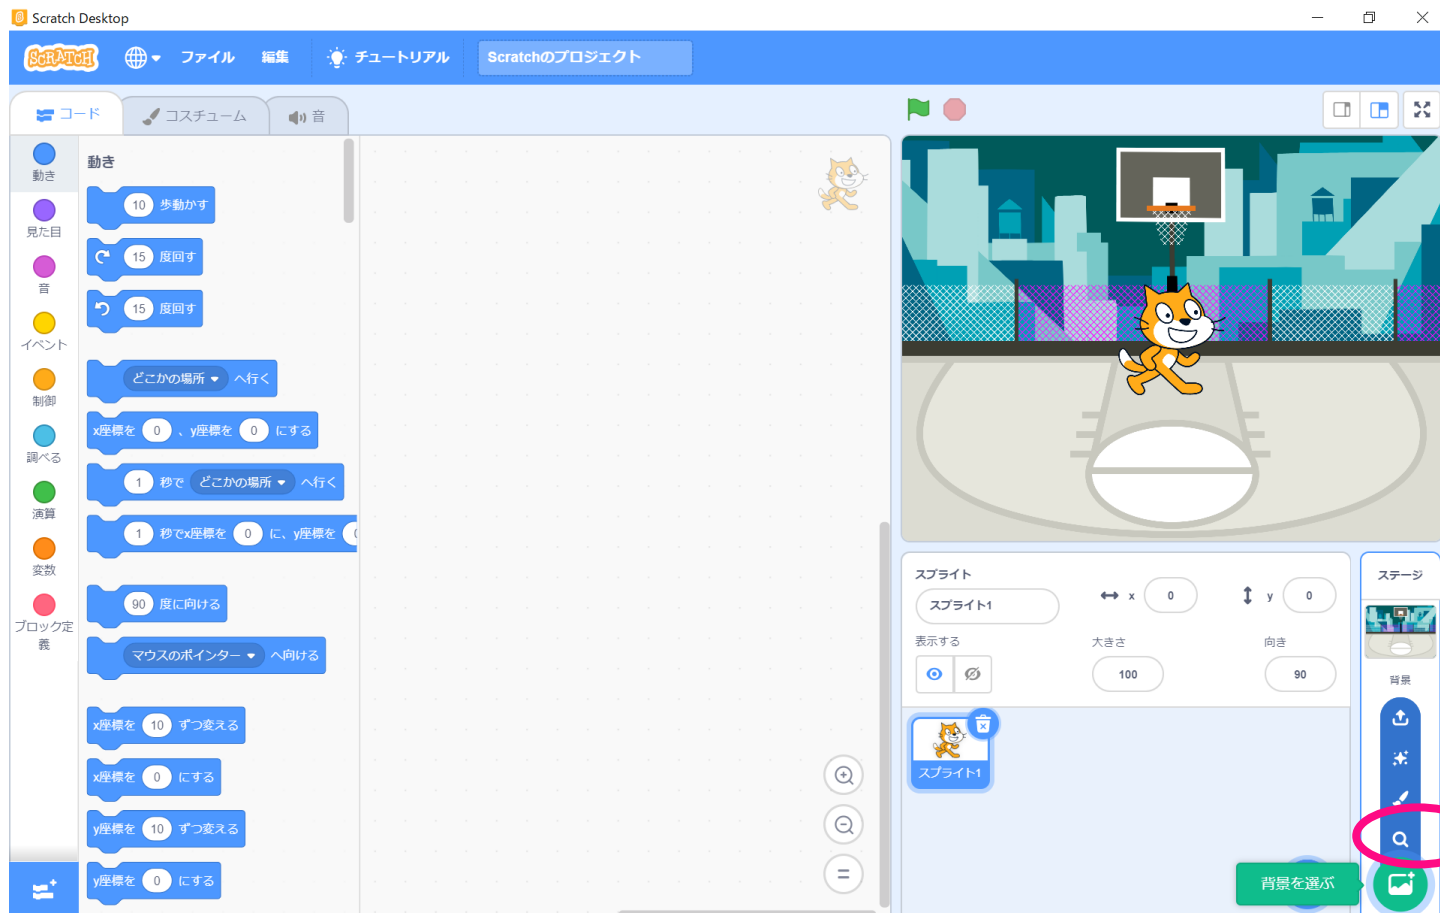 Scratch Desktop
SCRATCH
ファイル
編集
チュートリアル
Scratchのプロジェクト
コード
コスチューム
音
動き
見た目
音
イベント
制御
調べる
演算
変数
ブロック定
義
動き
10 歩動かす
15 度回す
15 度回す
どこかの場所 へ行く
x座標を 0 、y座標を 0 にする
1 秒で どこかの場所 へ行く
1 秒でx座標を 0 に、y座標を
90 度に向ける
マウスのポインター へ向ける
x座標を 10 ずつ変える
x座標を 0 にする
y座標を 10 ずつ変える
y座標を 0 にする
スプライト
スプライト1
x 0
y 0
表示する
大きさ
100
向き
90
スプライト1
ステージ
背景
背景を選ぶ